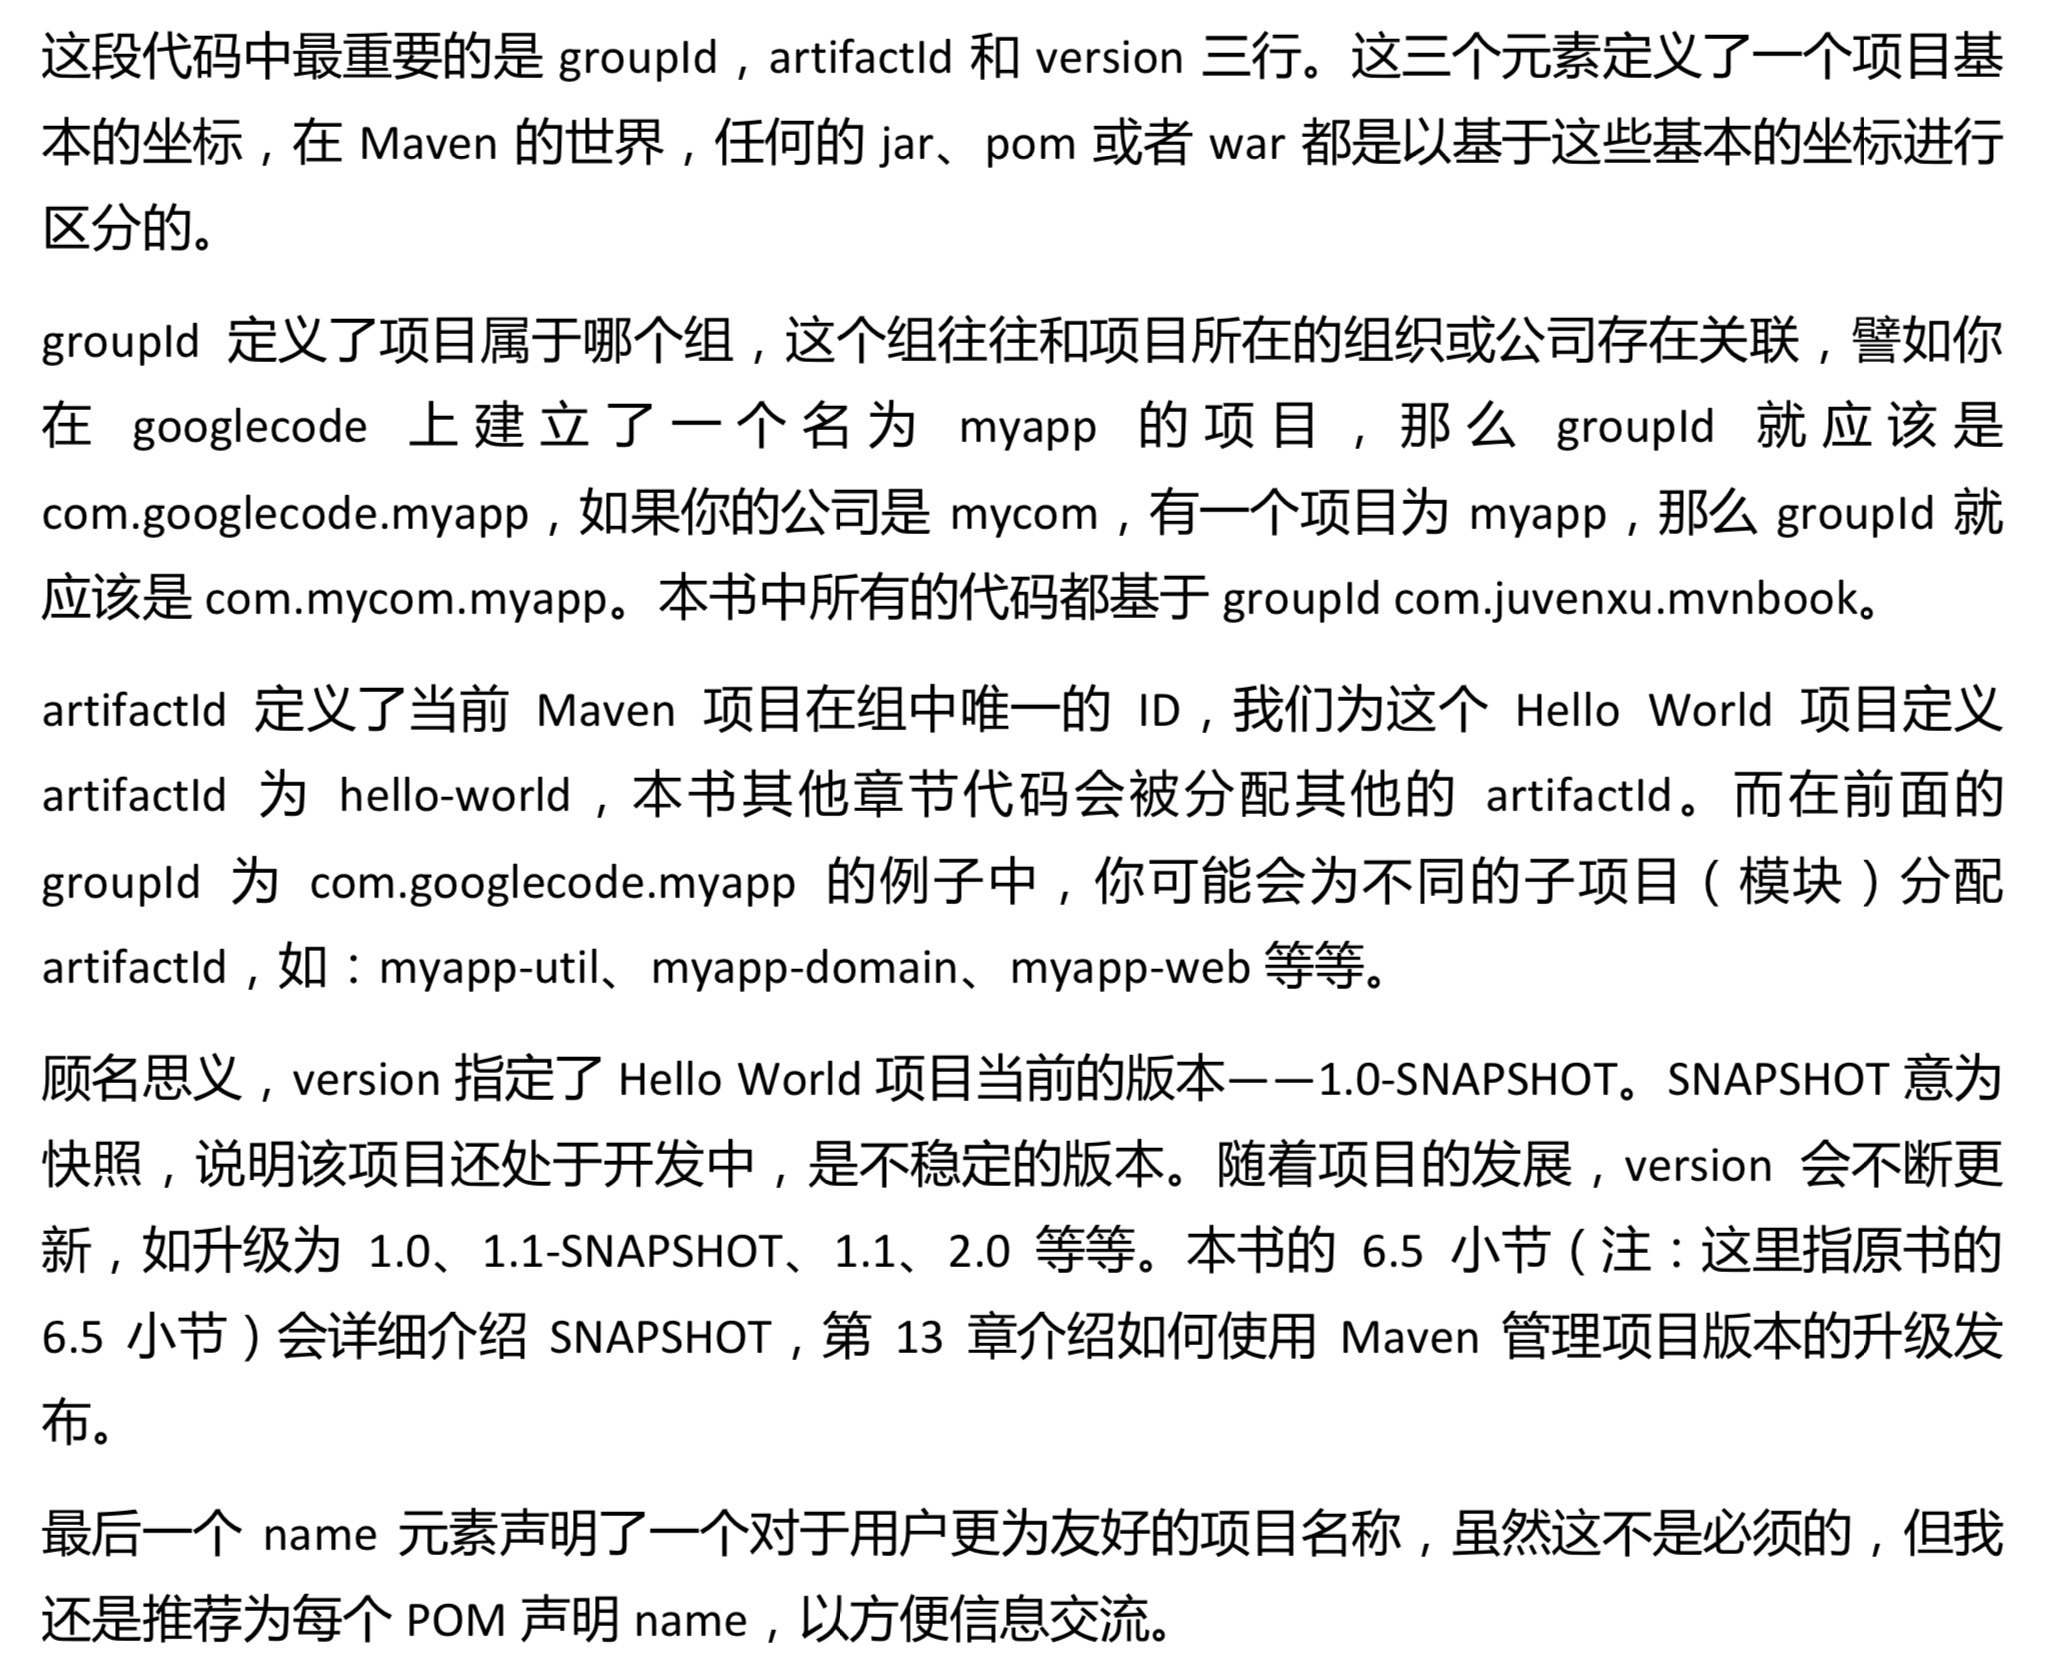 这段代码中最重要的是 groupId，artifactId 和 version 三行。这三个元素定义了一个项目基
本的坐标，在 Maven 的世界，任何的 jar、pom 或者 war 都是以基于这些基本的坐标进行
区分的。
groupId 定义了项目属于哪个组，这个组往往和项目所在的组织或公司存在关联，譬如你
在 googlecode 上建立了一个名为 myapp 的项目，那么 groupId 就应该是
com.googlecode.myapp，如果你的公司是 mycom，有一个项目为 myapp，那么 groupId 就
应该是 com.mycom.myapp。本书中所有的代码都基于 groupId com.juvenxu.mvnbook。
artifactId 定义了当前 Maven 项目在组中唯一的 ID，我们为这个 Hello World 项目定义
artifactId 为 hello-world，本书其他章节代码会被分配其他的 artifactId。而在前面的
groupId 为 com.googlecode.myapp 的例子中，你可能会为不同的子项目（模块）分配
artifactId，如：myapp-util、myapp-domain、myapp-web 等等。
顾名思义，version 指定了 Hello World 项目当前的版本——1.0-SNAPSHOT。SNAPSHOT 意为
快照，说明该项目还处于开发中，是不稳定的版本。随着项目的发展，version 会不断更
新，如升级为 1.0、1.1-SNAPSHOT、1.1、2.0 等等。本书的 6.5 小节（注：这里指原书的
6.5 小节）会详细介绍 SNAPSHOT，第 13 章介绍如何使用 Maven 管理项目版本的升级发
布。
最后一个 name 元素声明了一个对于用户更为友好的项目名称，虽然这不是必须的，但我
还是推荐为每个 POM 声明 name，以方便信息交流。